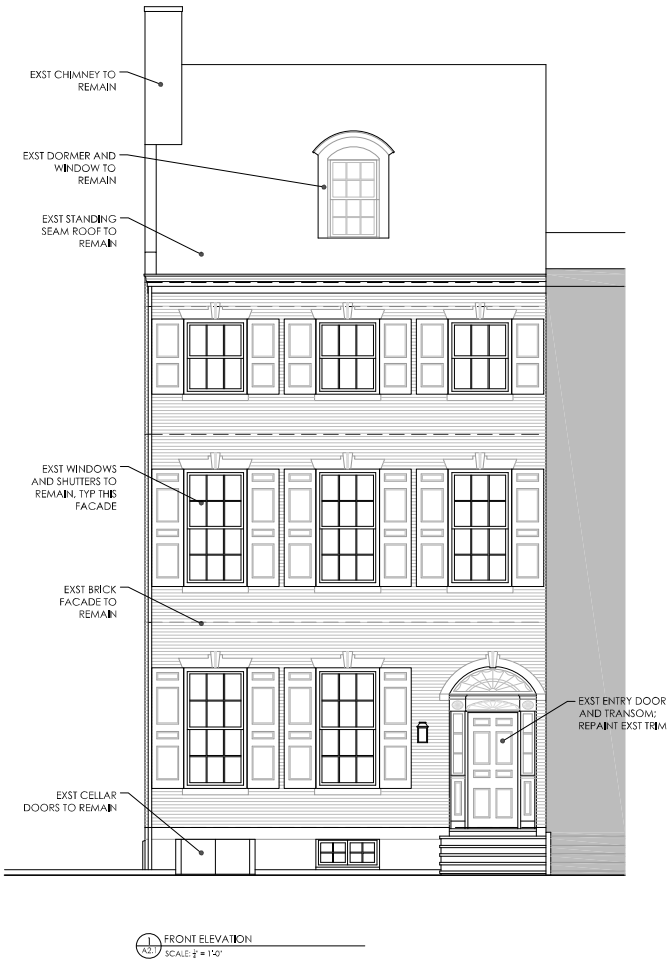 EXST CHIMNEY TO
REMAIN
EXST DORMER AND
WINDOW TO
REMAIN
EXST STANDING
SEAM ROOF TO
REMAIN
EXST WINDOWS
AND SHUTTERS TO
REMAIN, TYP THIS
FACADE
EXST BRICK
FACADE TO
REMAIN
EXST ENTRY DOOR
AND TRANSOM;
REPAINT EXST TRIM
EXST CELLAR
DOORS TO REMAIN
1
A2.1
FRONT ELEVATION
SCALE: ½" = 1'-0"